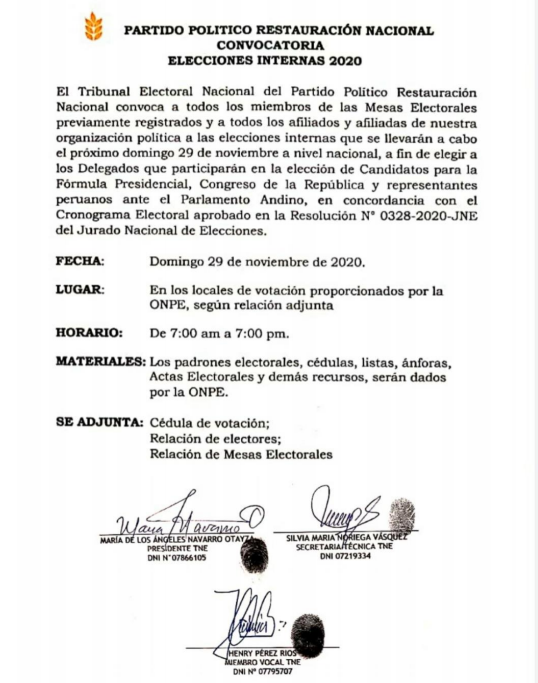 PARTIDO POLITICO RESTAURACIÓN NACIONAL
CONVOCATORIA
ELECCIONES INTERNAS 2020
El Tribunal Electoral Nacional del Partido Político Restauración
Nacional convoca a todos los miembros de las Mesas Electorales
previamente registrados y a todos los afiliados y afiliadas de nuestra
organización política a las elecciones internas que se llevarán a cabo
el próximo domingo 29 de noviembre a nivel nacional, a fin de elegir a
los Delegados que participarán en la elección de Candidatos para la
Fórmula Presidencial, Congreso de la República y representantes
peruanos ante el Parlamento Andino, en concordancia con el
Cronograma Electoral aprobado en la Resolución N° 0328-2020-JNE
del Jurado Nacional de Elecciones.
FECHA: Domingo 29 de noviembre de 2020.
LUGAR: En los locales de votación proporcionados por la
ONPE, según relación adjunta
HORARIO: De 7:00 am a 7:00 pm.
MATERIALES: Los padrones electorales, cédulas, listas, ánforas,
Actas Electorales y demás recursos, serán dados
por la ONPE.
SE ADJUNTA: Cédula de votación;
Relación de electores;
Relación de Mesas Electorales
Maria Navarro O
MARÍA DE LOS ÁNGELES NAVARRO OTAYZA
PRESIDENTE TNE
DNI N°07866105
SILVIA MARIA NORIEGA VÁSQUEZ
SECRETARIA TÉCNICA TNE
DNI 07219334
HENRY PÉREZ RIOS
MIEMBRO VOCAL TNE
DNI N° 07795707